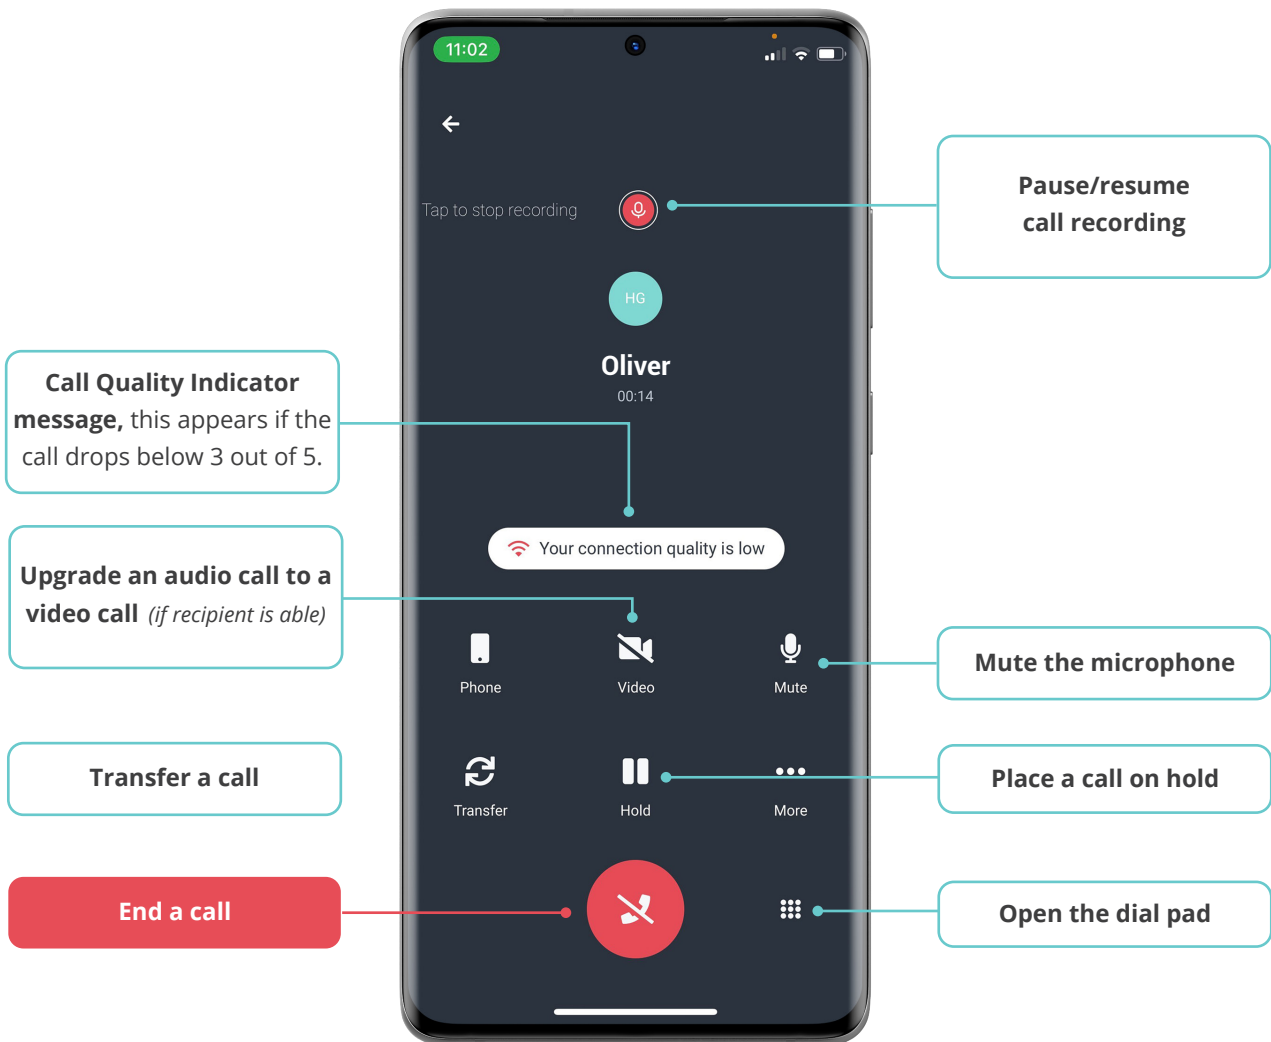 11:02
Tap to stop recording
Pause/resume
call recording
HG
Oliver
00:14
Call Quality Indicator
message, this appears if the
call drops below 3 out of 5.
Your connection quality is low
Upgrade an audio call to a
video call (if recipient is able)
Phone
Video
Mute
Mute the microphone
Transfer a call
Transfer
Hold
More
Place a call on hold
End a call
Open the dial pad